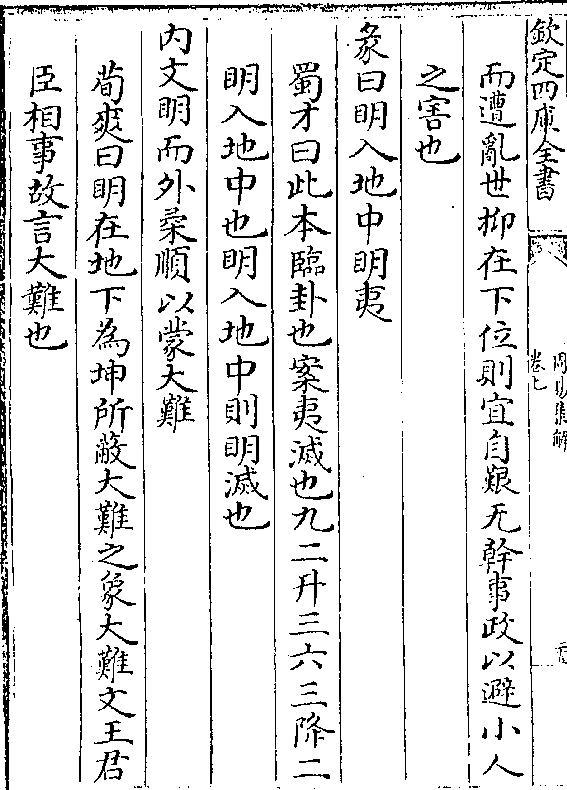 欽定四庫全書
周易集解
卷七
而遭亂世抑在下位則宜自艱无幹事政以避小人
之害也
彖曰明入地中明夷
蜀才曰此本臨卦也案夷滅也九二升三六三降二
明入地中也明入地中則明滅也
内文明而外柔順以蒙大難
荀爽曰明在地下為坤所蔽大難之象大難文王君
臣相事故言大難也